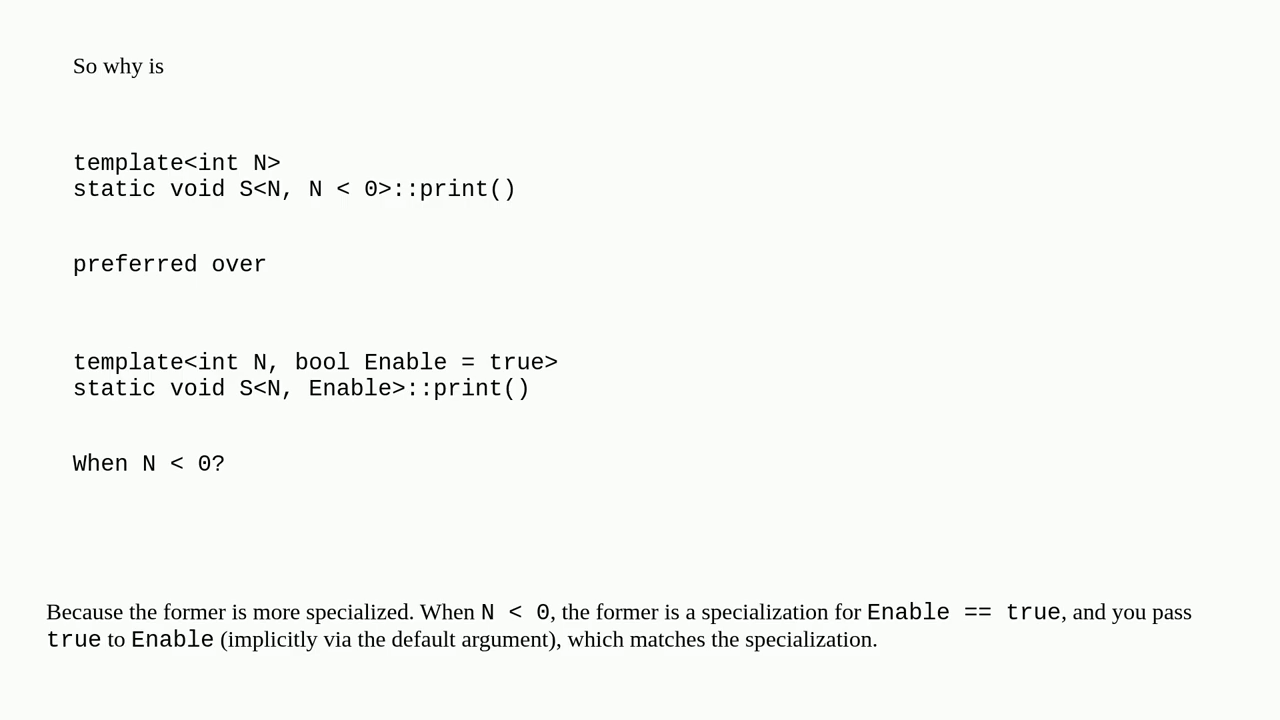 So why is
template<int N>
static void S<N, N < 0>::print()
preferred over
template<int N, bool Enable = true>
static void S<N, Enable>::print()
When N < 0?
Because the former is more specialized. When N < 0, the former is a specialization for Enable == true, and you pass
true to Enable (implicitly via the default argument), which matches the specialization.